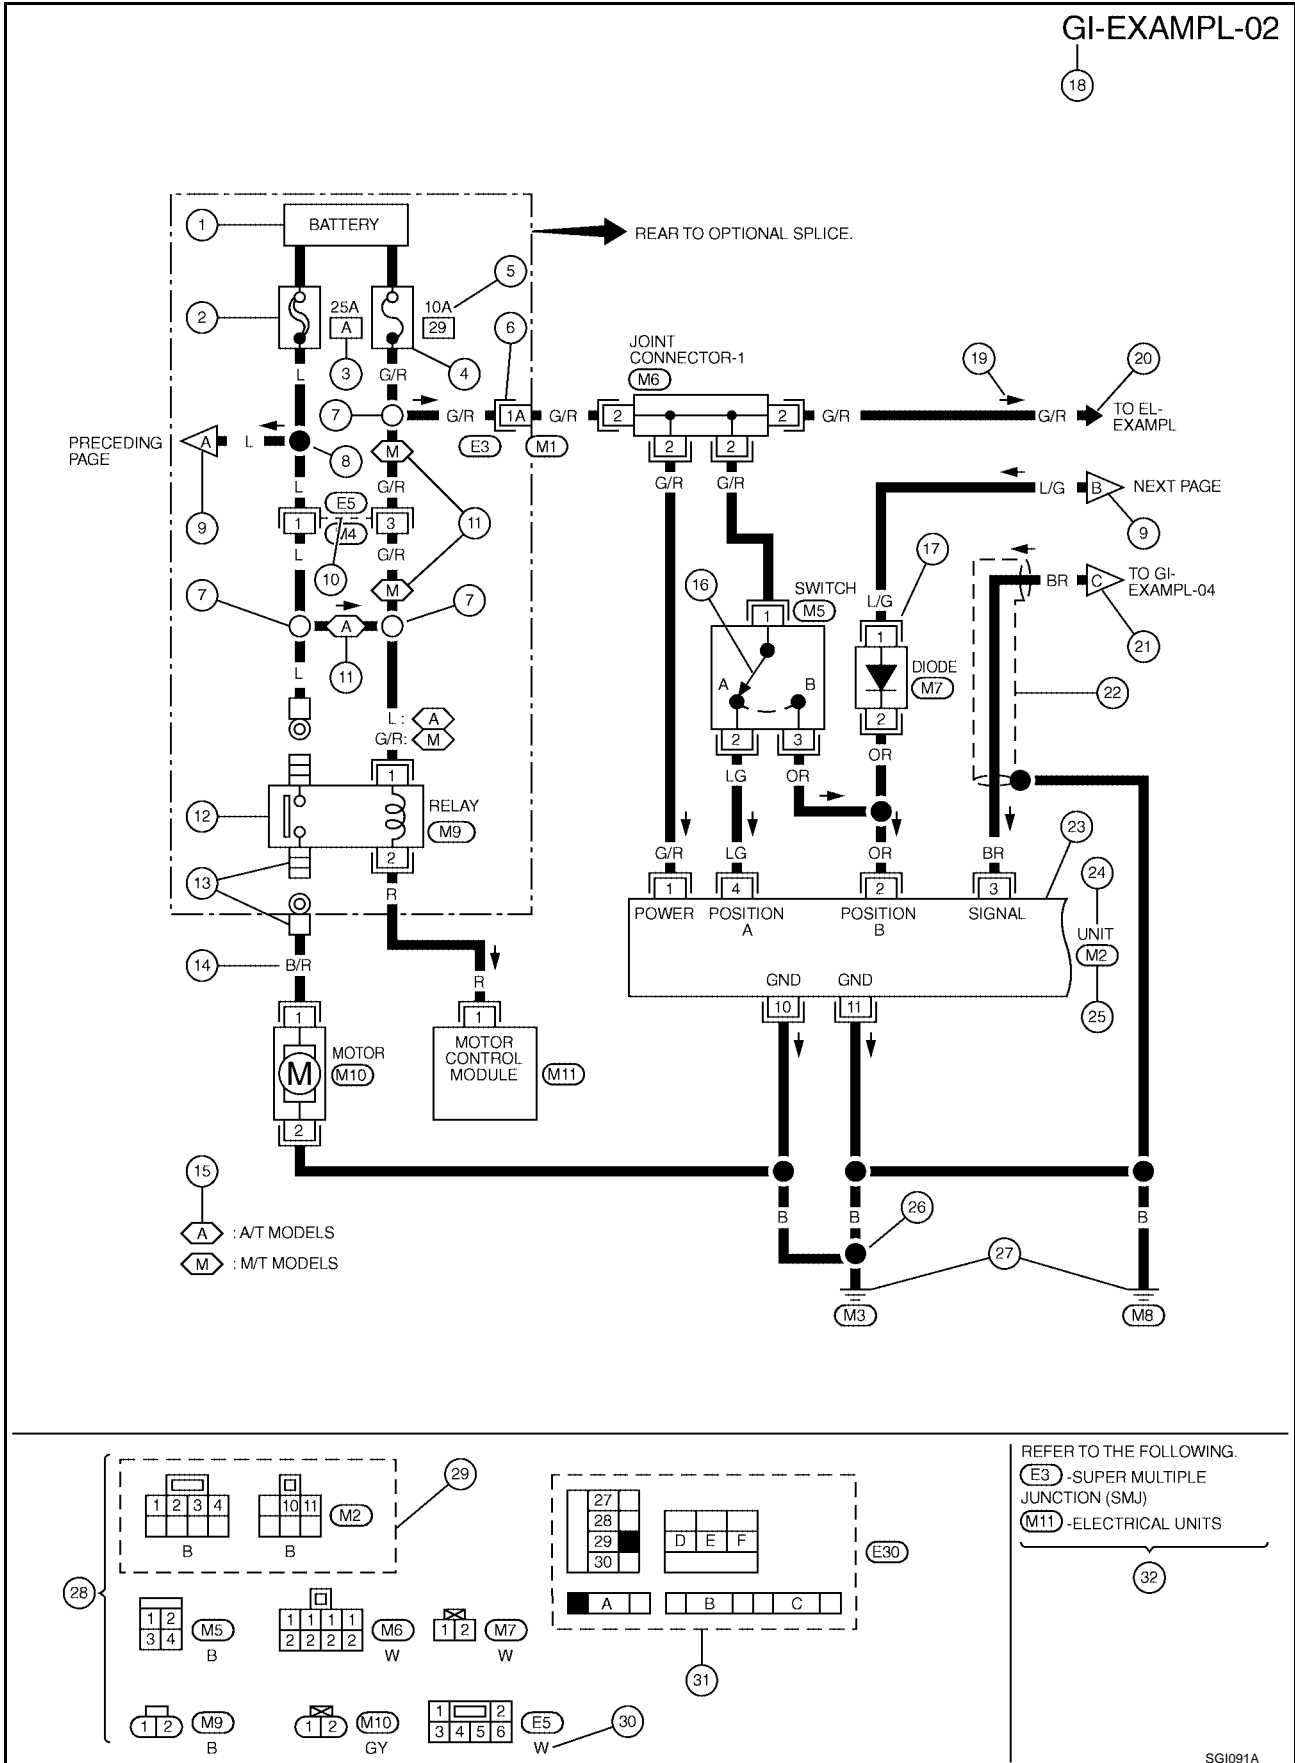 GI-EXAMPL-02
18
1
BATTERY
REAR TO OPTIONAL SPLICE.
5
2
25A
A
10A
29
6
3
4
JOINT
CONNECTOR-1
M6
19
20
L
G/R
7
G/R
1A
G/R
2
2
G/R
G/R
TO EL-
EXAMPL
PRECEDING
PAGE
A
L
8
M
E3
M1
2
2
L
G/R
G/R
G/R
L/G
B
NEXT PAGE
9
1
E5
M4
3
11
9
L
G/R
17
10
16
BR
C
TO GI-
EXAMPL-04
7
M
7
SWITCH
M5
1
L/G
1
21
A
11
L
A
B
DIODE
M7
22
L :
A
G/R:
M
2
3
2
1
LG
OR
OR
12
RELAY
M9
23
2
G/R
LG
OR
BR
13
1
4
2
3
24
R
POWER
POSITION
A
POSITION
B
SIGNAL
UNIT
M2
14
B/R
R
GND
GND
1
1
10
11
25
M
MOTOR
M10
MOTOR
CONTROL
MODULE
M11
2
15
A
: A/T MODELS
M
: M/T MODELS
B
B
B
26
27
M3
M8
28
1 2 3 4
10 11
M2
B
B
29
1 2
3 4
M5
B
1 1 1 1
2 2 2 2
M6
W
1 2
M7
W
1 2
M9
B
1 2
M10
GY
1 2
3 4 5 6
E5
W
30
27
28
29
30
D E F
A
B
C
E30
31
REFER TO THE FOLLOWING.
E3 -SUPER MULTIPLE
JUNCTION (SMJ)
M11 -ELECTRICAL UNITS
32
SGI091A